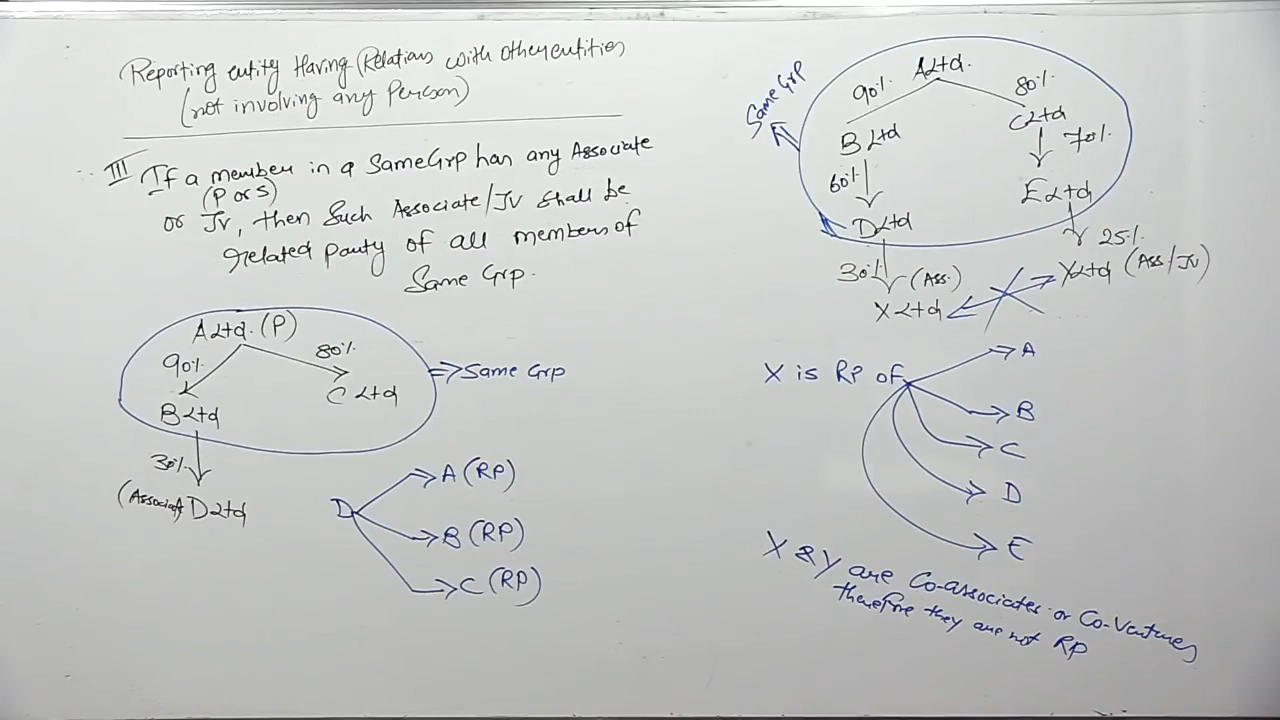 Reporting entity Having Relations with other entities
(not involving any Person)
III If a member in a Same Grp has any Associate
(P or S)
or JV, then Such Associate/JV Shall be
related party of all members of
Same Grp.
A Ltd. (P)
90% 80%
B Ltd C Ltd
⇒ Same Grp
30%
(Associat) D Ltd
D
A (RP)
B (RP)
C (RP)
Same Grp
A Ltd.
90% 80%
B Ltd C Ltd
60% 70%
D Ltd E Ltd
30% (Ass.) 25%
X Ltd Y Ltd (Ass/JV)
X is RP of
A
B
C
D
E
X & Y are Co-associates or Co-Ventures
therefore they are not RP